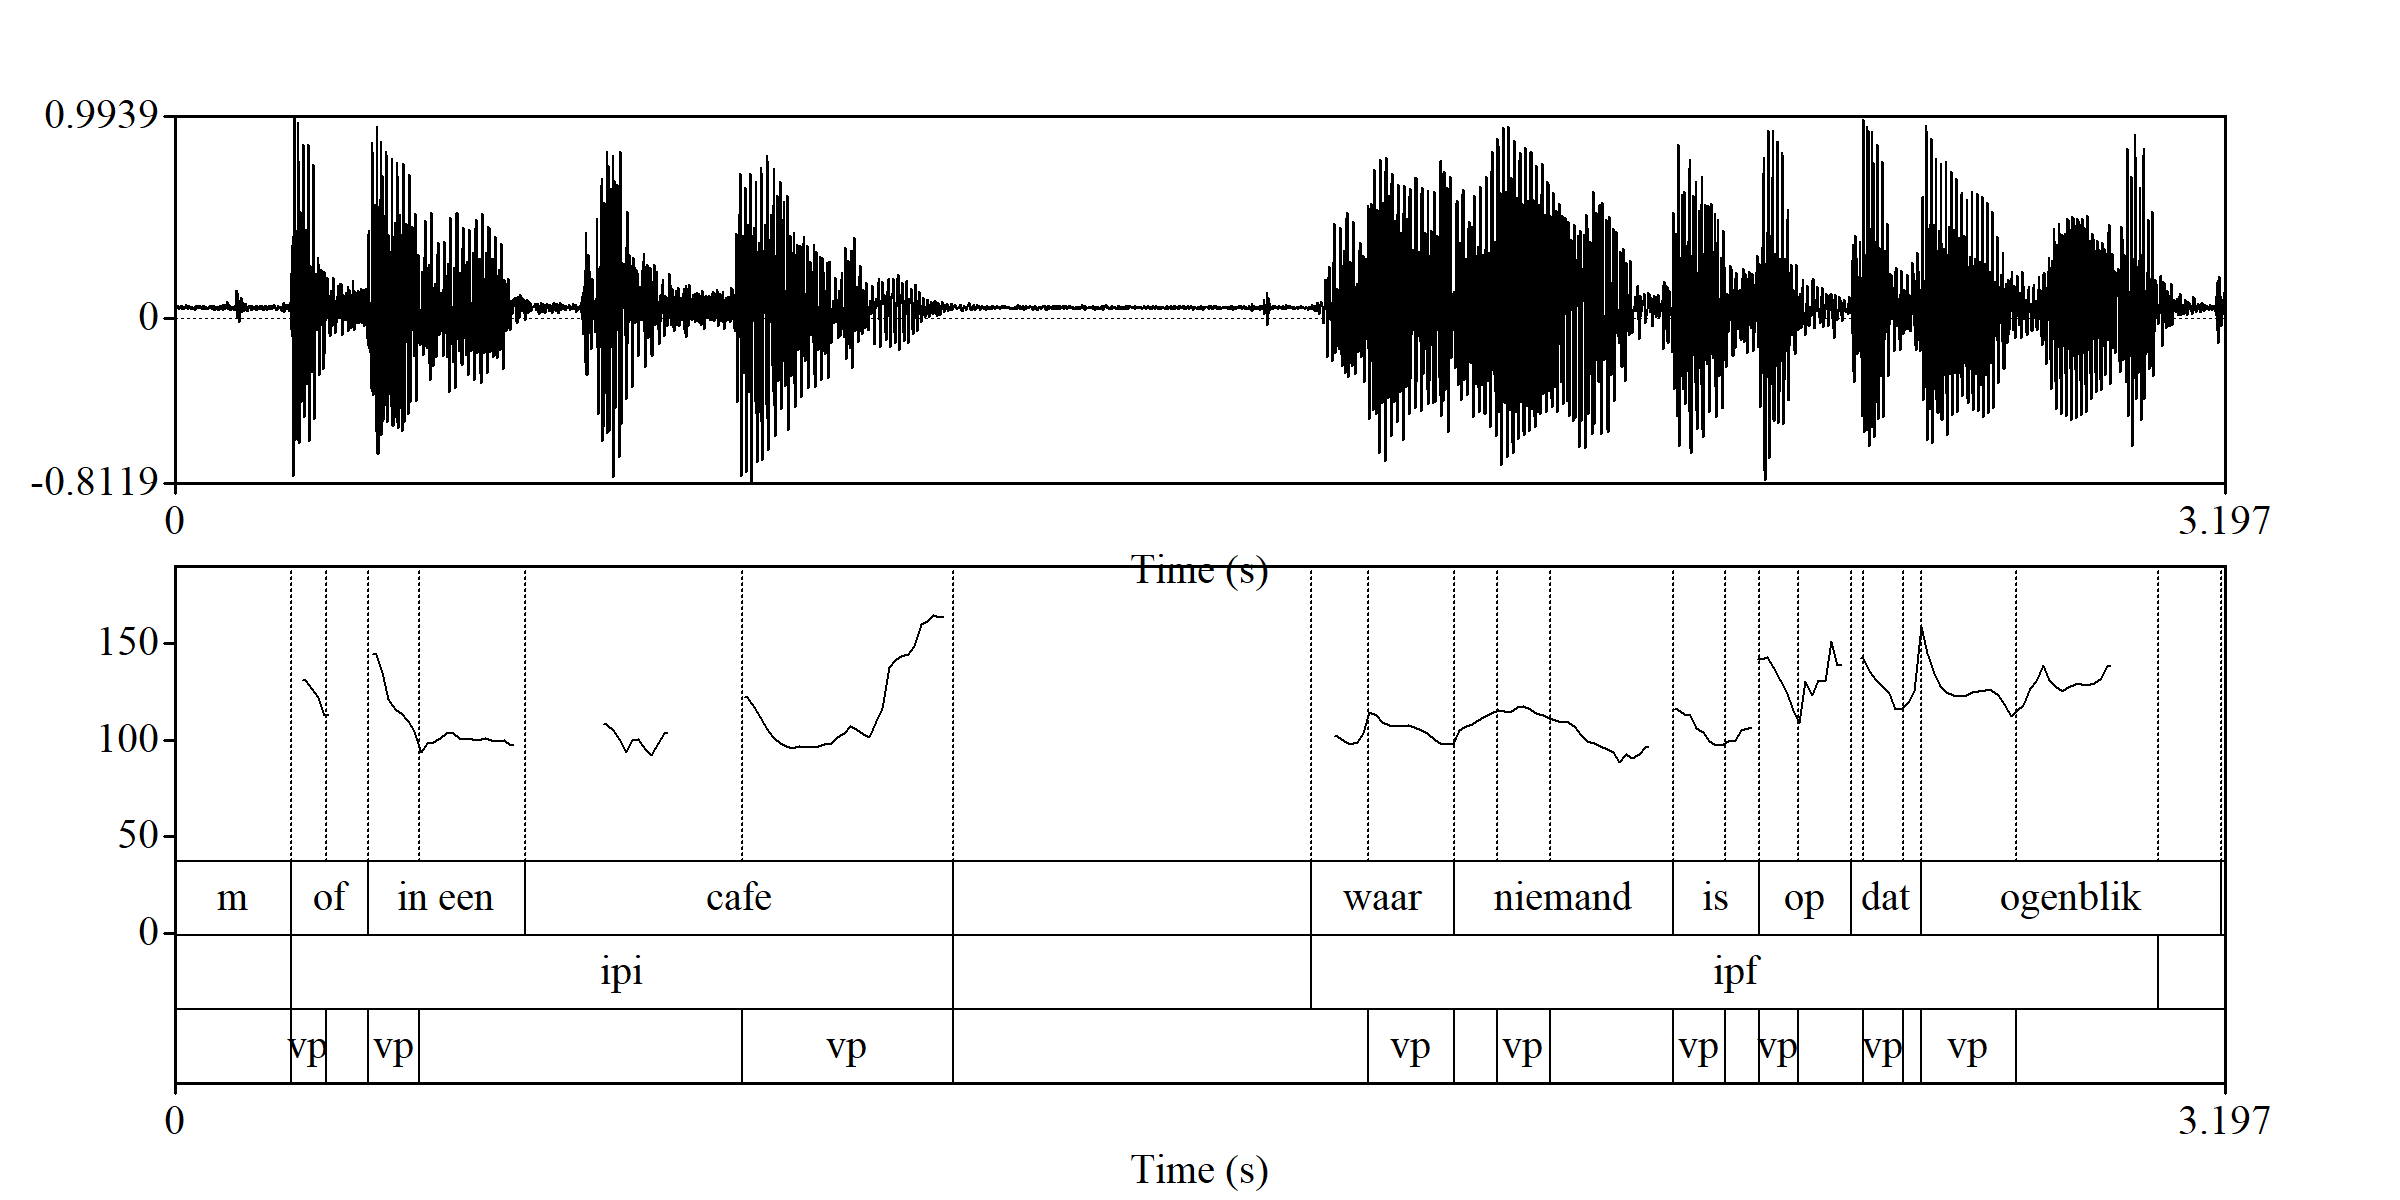 0.9939
0
-0.8119
0 3.197
Time (s)
150
100
50
0
m of in een cafe waar niemand is op dat ogenblik
ipi ipf
vp vp vp vp vp vp vp vp vp
0 3.197
Time (s)